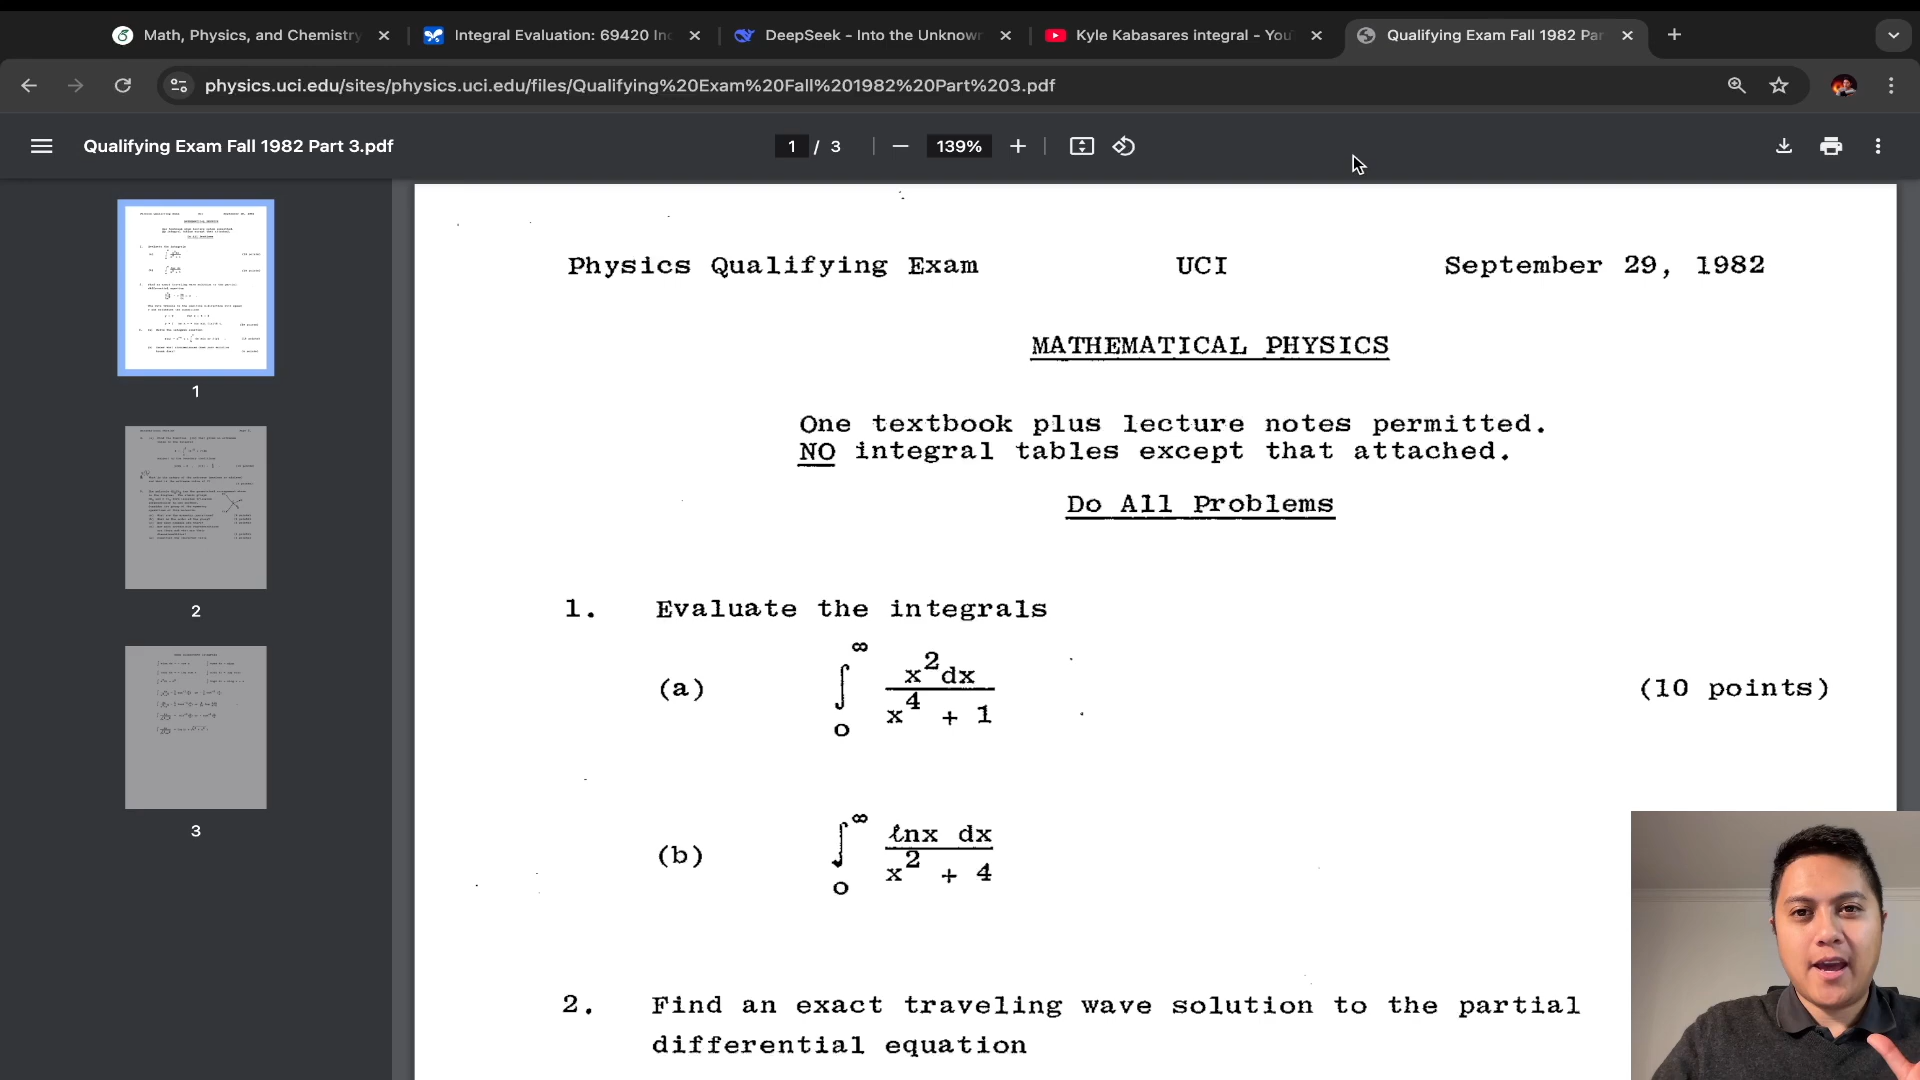 Math, Physics, and Chemistry
Integral Evaluation: 69420 In
DeepSeek - Into the Unknown
Kyle Kabasares integral - You
Qualifying Exam Fall 1982 Par
physics.uci.edu/sites/physics.uci.edu/files/Qualifying%20Exam%20Fall%201982%20Part%203.pdf
Qualifying Exam Fall 1982 Part 3.pdf
1 / 3
139%
1
2
3
Physics Qualifying Exam UCI September 29, 1982
MATHEMATICAL PHYSICS
One textbook plus lecture notes permitted.
NO integral tables except that attached.
Do All Problems
1. Evaluate the integrals
(a) ∫₀^∞ x²dx / (x⁴ + 1) (10 points)
(b) ∫₀^∞ ℓnx dx / (x² + 4)
2. Find an exact traveling wave solution to the partial
differential equation